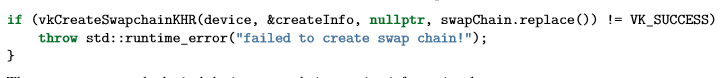 if (vkCreateSwapchainKHR(device, &createInfo, nullptr, swapChain.replace()) != VK_SUCCESS)
throw std::runtime_error("failed to create swap chain!");
}